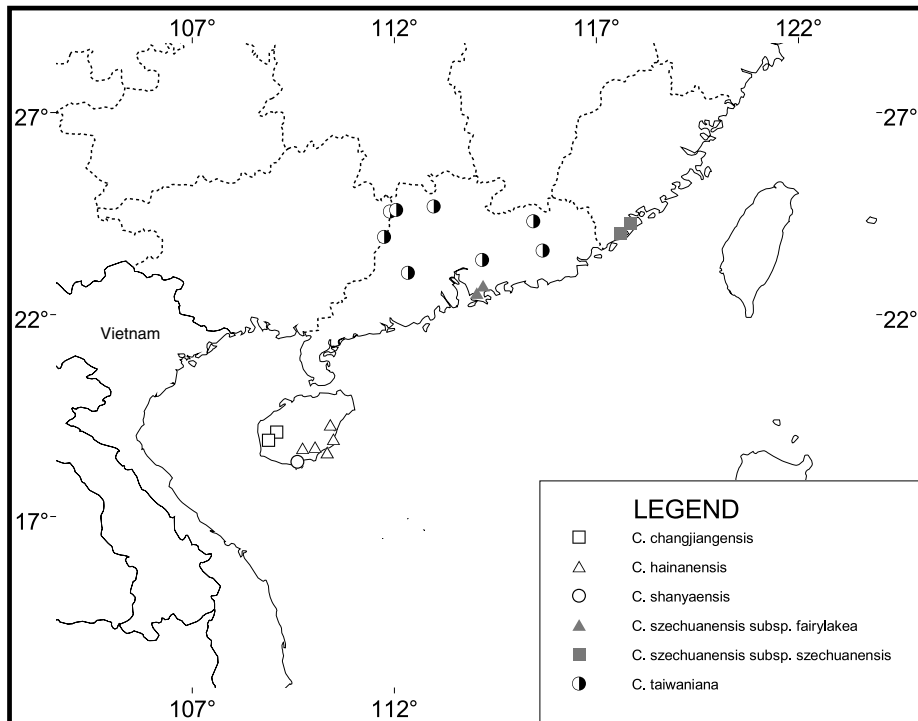 107° 112° 117° 122°
27° 27°
22° 22°
Vietnam
17°
LEGEND
C. changjiangensis
C. hainanensis
C. shanyaensis
C. szechuanensis subsp. fairylakea
C. szechuanensis subsp. szechuanensis
C. taiwaniana
107° 112°